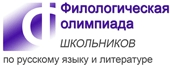 Филологическая
олимпиада
ШКОЛЬНИКОВ
по русскому языку и литературе